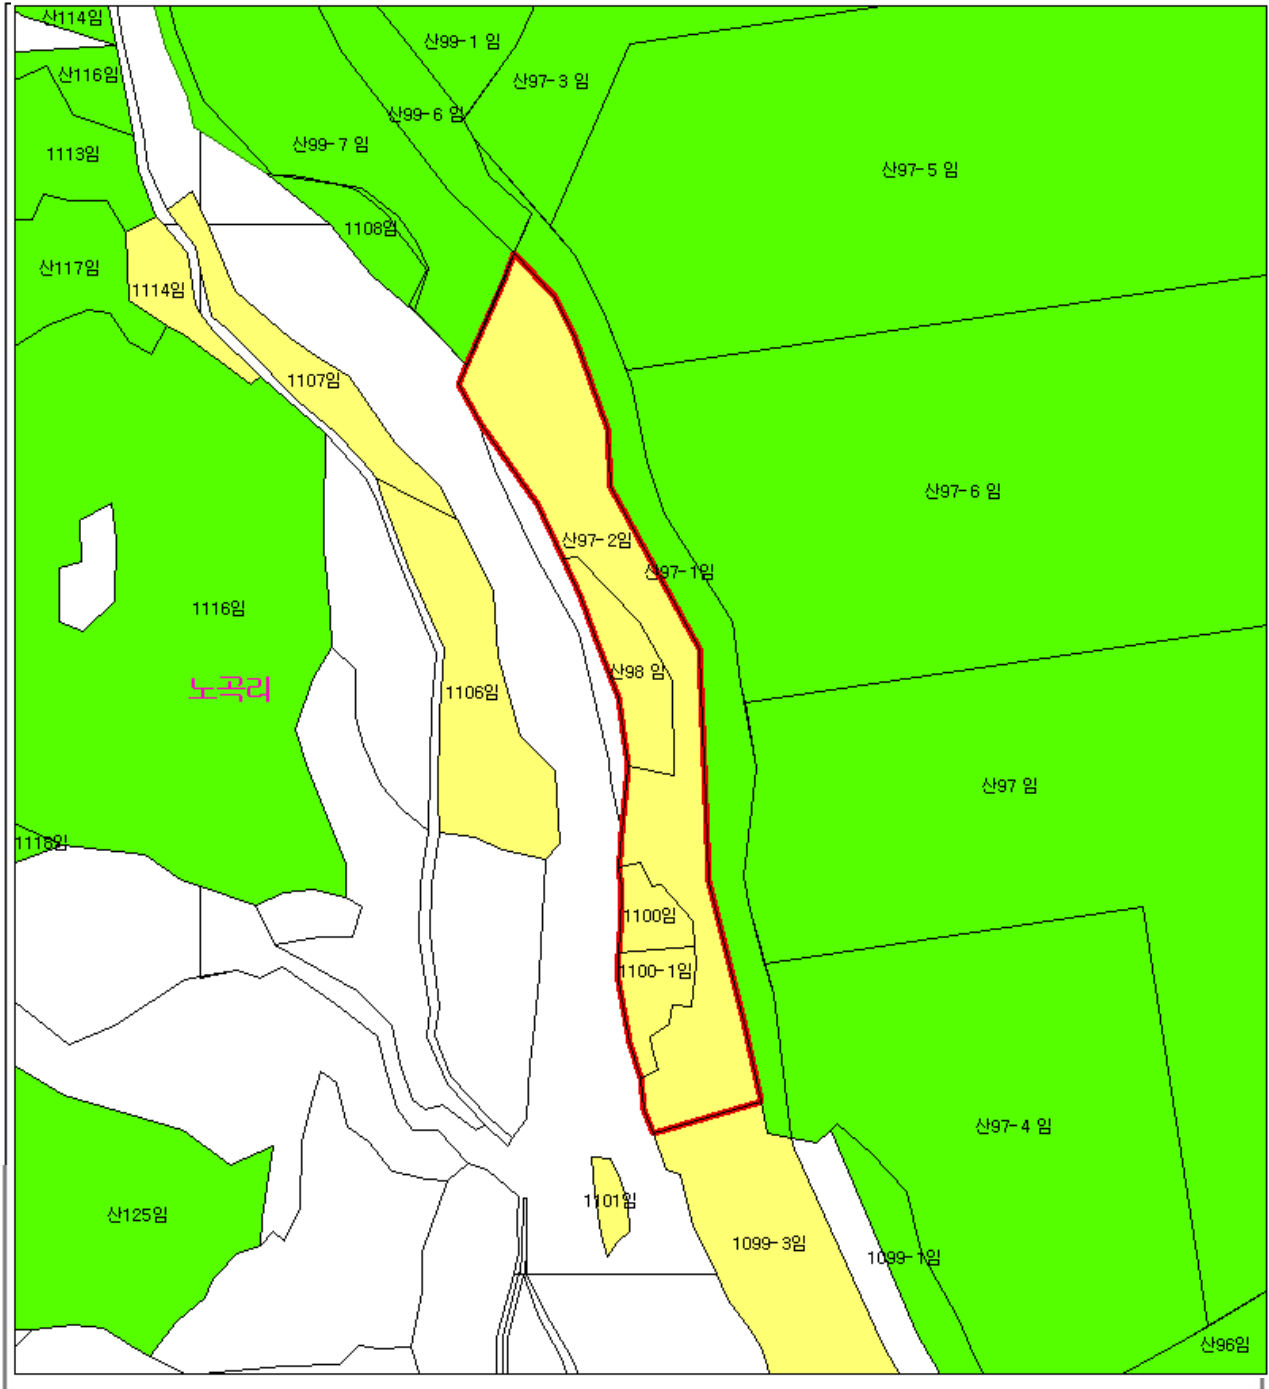 산114임
산99-1 임
산116임
산97-3 임
산99-6 임
산99-7 임
1113임
산97-5 임
1108임
산117임
1114임
1107임
산97-6 임
산97-2임
산97-1임
1116임
산98 임
노곡리
1106임
산97 임
1118임
1100임
1100-1임
산97-4 임
1101임
산125임
1099-3임
1099-1임
산96임